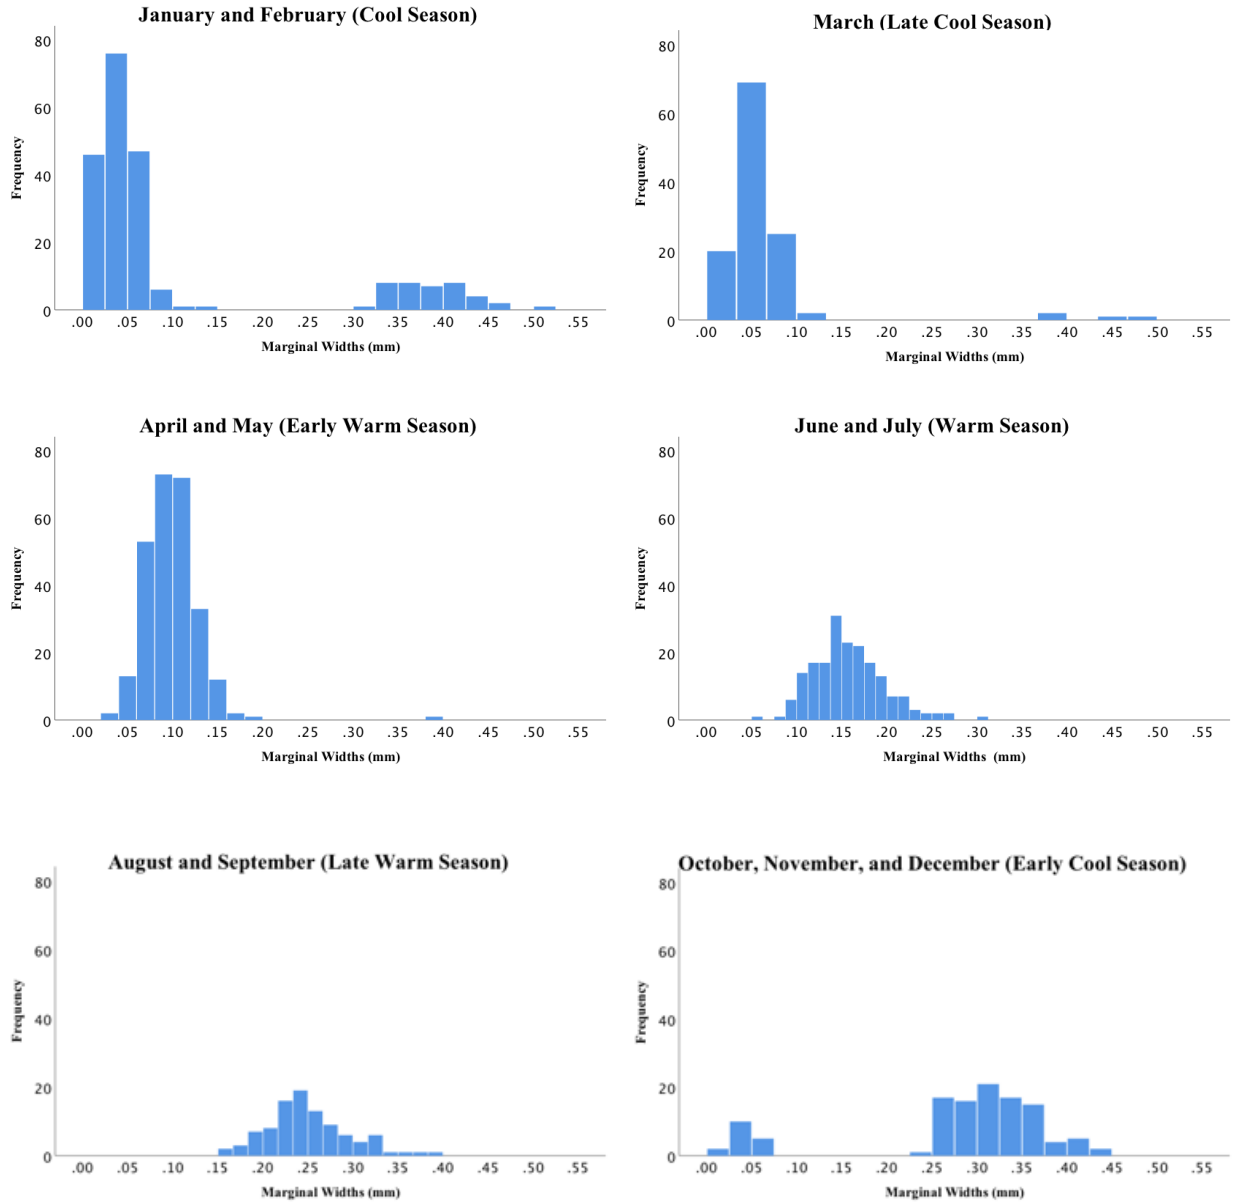 January and February (Cool Season)
80
60
40
20
0
Frequency
.00 .05 .10 .15 .20 .25 .30 .35 .40 .45 .50 .55
Marginal Widths (mm)
March (Late Cool Season)
80
60
40
20
0
Frequency
.00 .05 .10 .15 .20 .25 .30 .35 .40 .45 .50 .55
Marginal Widths (mm)
April and May (Early Warm Season)
80
60
40
20
0
Frequency
.00 .05 .10 .15 .20 .25 .30 .35 .40 .45 .50 .55
Marginal Widths (mm)
June and July (Warm Season)
80
60
40
20
0
Frequency
.00 .05 .10 .15 .20 .25 .30 .35 .40 .45 .50 .55
Marginal Widths (mm)
August and September (Late Warm Season)
80
60
40
20
0
Frequency
.00 .05 .10 .15 .20 .25 .30 .35 .40 .45 .50 .55
Marginal Widths (mm)
October, November, and December (Early Cool Season)
80
60
40
20
0
Frequency
.00 .05 .10 .15 .20 .25 .30 .35 .40 .45 .50 .55
Marginal Widths (mm)